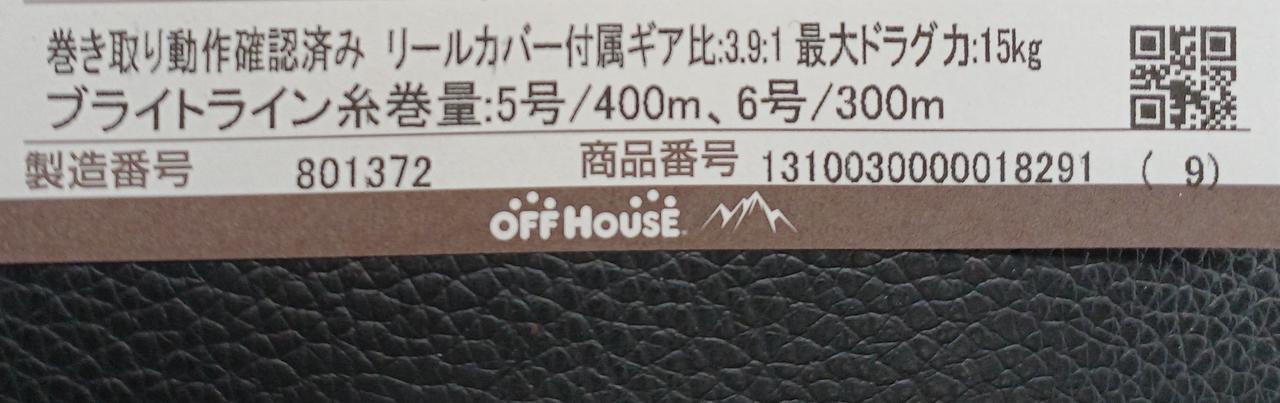 巻き取り動作確認済み リールカバー付属ギア比:3.9:1 最大ドラグ力:15kg
ブライトライン糸巻量:5号/400m、6号/300m
製造番号 801372 商品番号 1310030000018291 ( 9)
OFF HOUSE